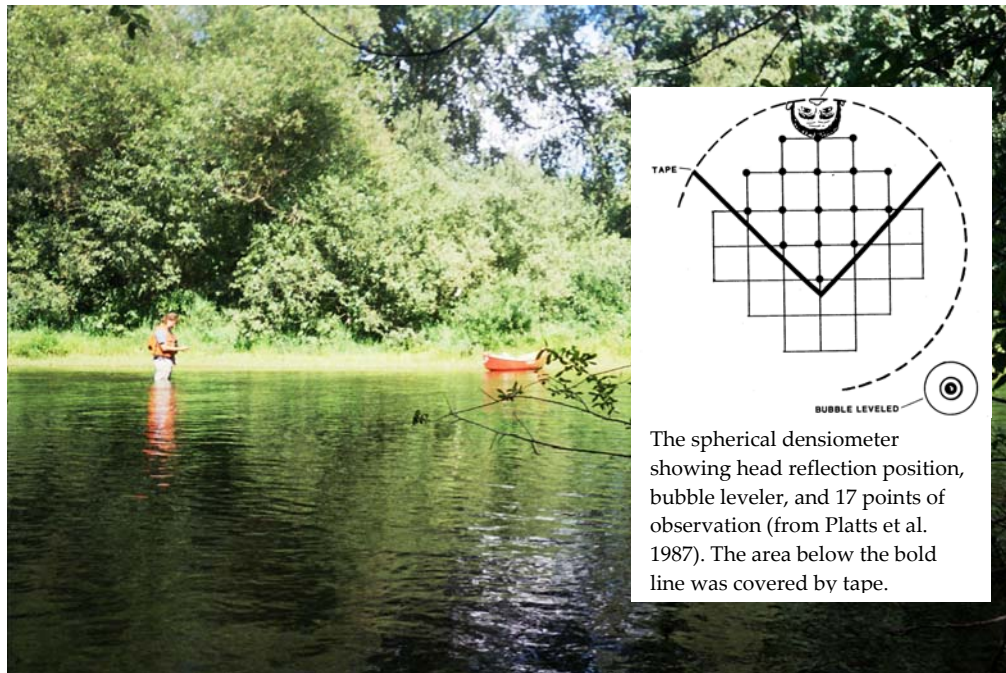 TAPE
BUBBLE LEVELED
The spherical densiometer
showing head reflection position,
bubble leveler, and 17 points of
observation (from Platts et al.
1987). The area below the bold
line was covered by tape.